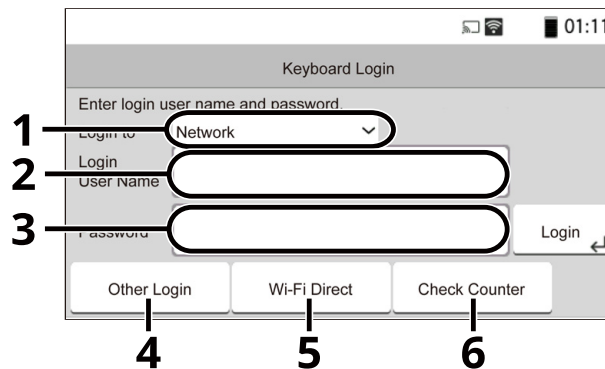 01:11
Keyboard Login
Enter login user name and password.
1
Login to
Network
2
Login
User Name
3
Password
Login
Other Login
Wi-Fi Direct
Check Counter
4
5
6